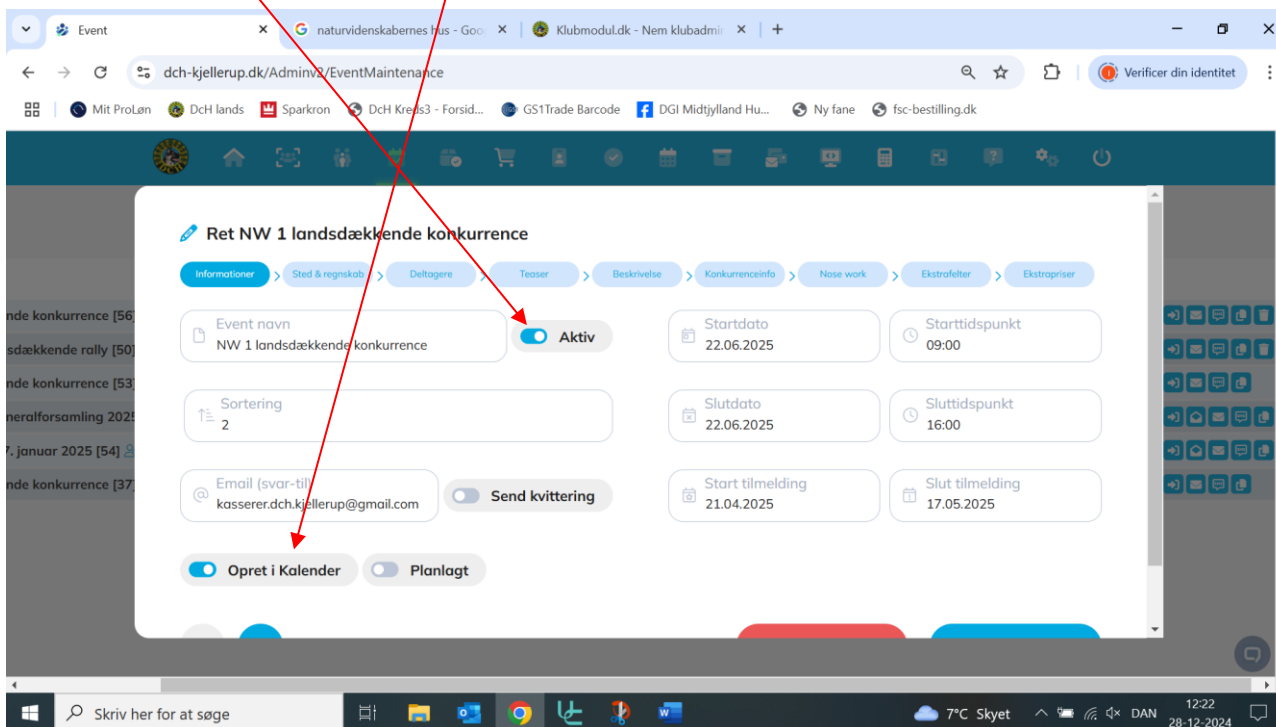 Event
naturvidenskabernes hus - Goo
Klubmodul.dk - Nem klubadmin
dch-kjellerup.dk/Adminv2/EventMaintenance
Verificer din identitet
Mit ProLøn
DcH lands
Sparkron
DcH Kreds3 - Forsid...
GS1Trade Barcode
DGI Midtjylland Hu...
Ny fane
fsc-bestilling.dk
Ret NW 1 landsdækkende konkurrence
Informationer
Sted & regnskab
Deltagere
Teaser
Beskrivelse
Konkurrenceinfo
Nose work
Ekstrafelter
Ekstrapriser
nde konkurrence [56]
sdækkende rally [50]
nde konkurrence [53]
neralforsamling 2025
7. januar 2025 [54]
nde konkurrence [37]
Event navn
NW 1 landsdækkende konkurrence
Aktiv
Startdato
22.06.2025
Starttidspunkt
09:00
Sortering
2
Slutdato
22.06.2025
Sluttidspunkt
16:00
Email (svar-til)
kasserer.dch.kjellerup@gmail.com
Send kvittering
Start tilmelding
21.04.2025
Slut tilmelding
17.05.2025
Opret i Kalender
Planlagt
Skriv her for at søge
7°C Skyet
DAN
12:22
28-12-2024